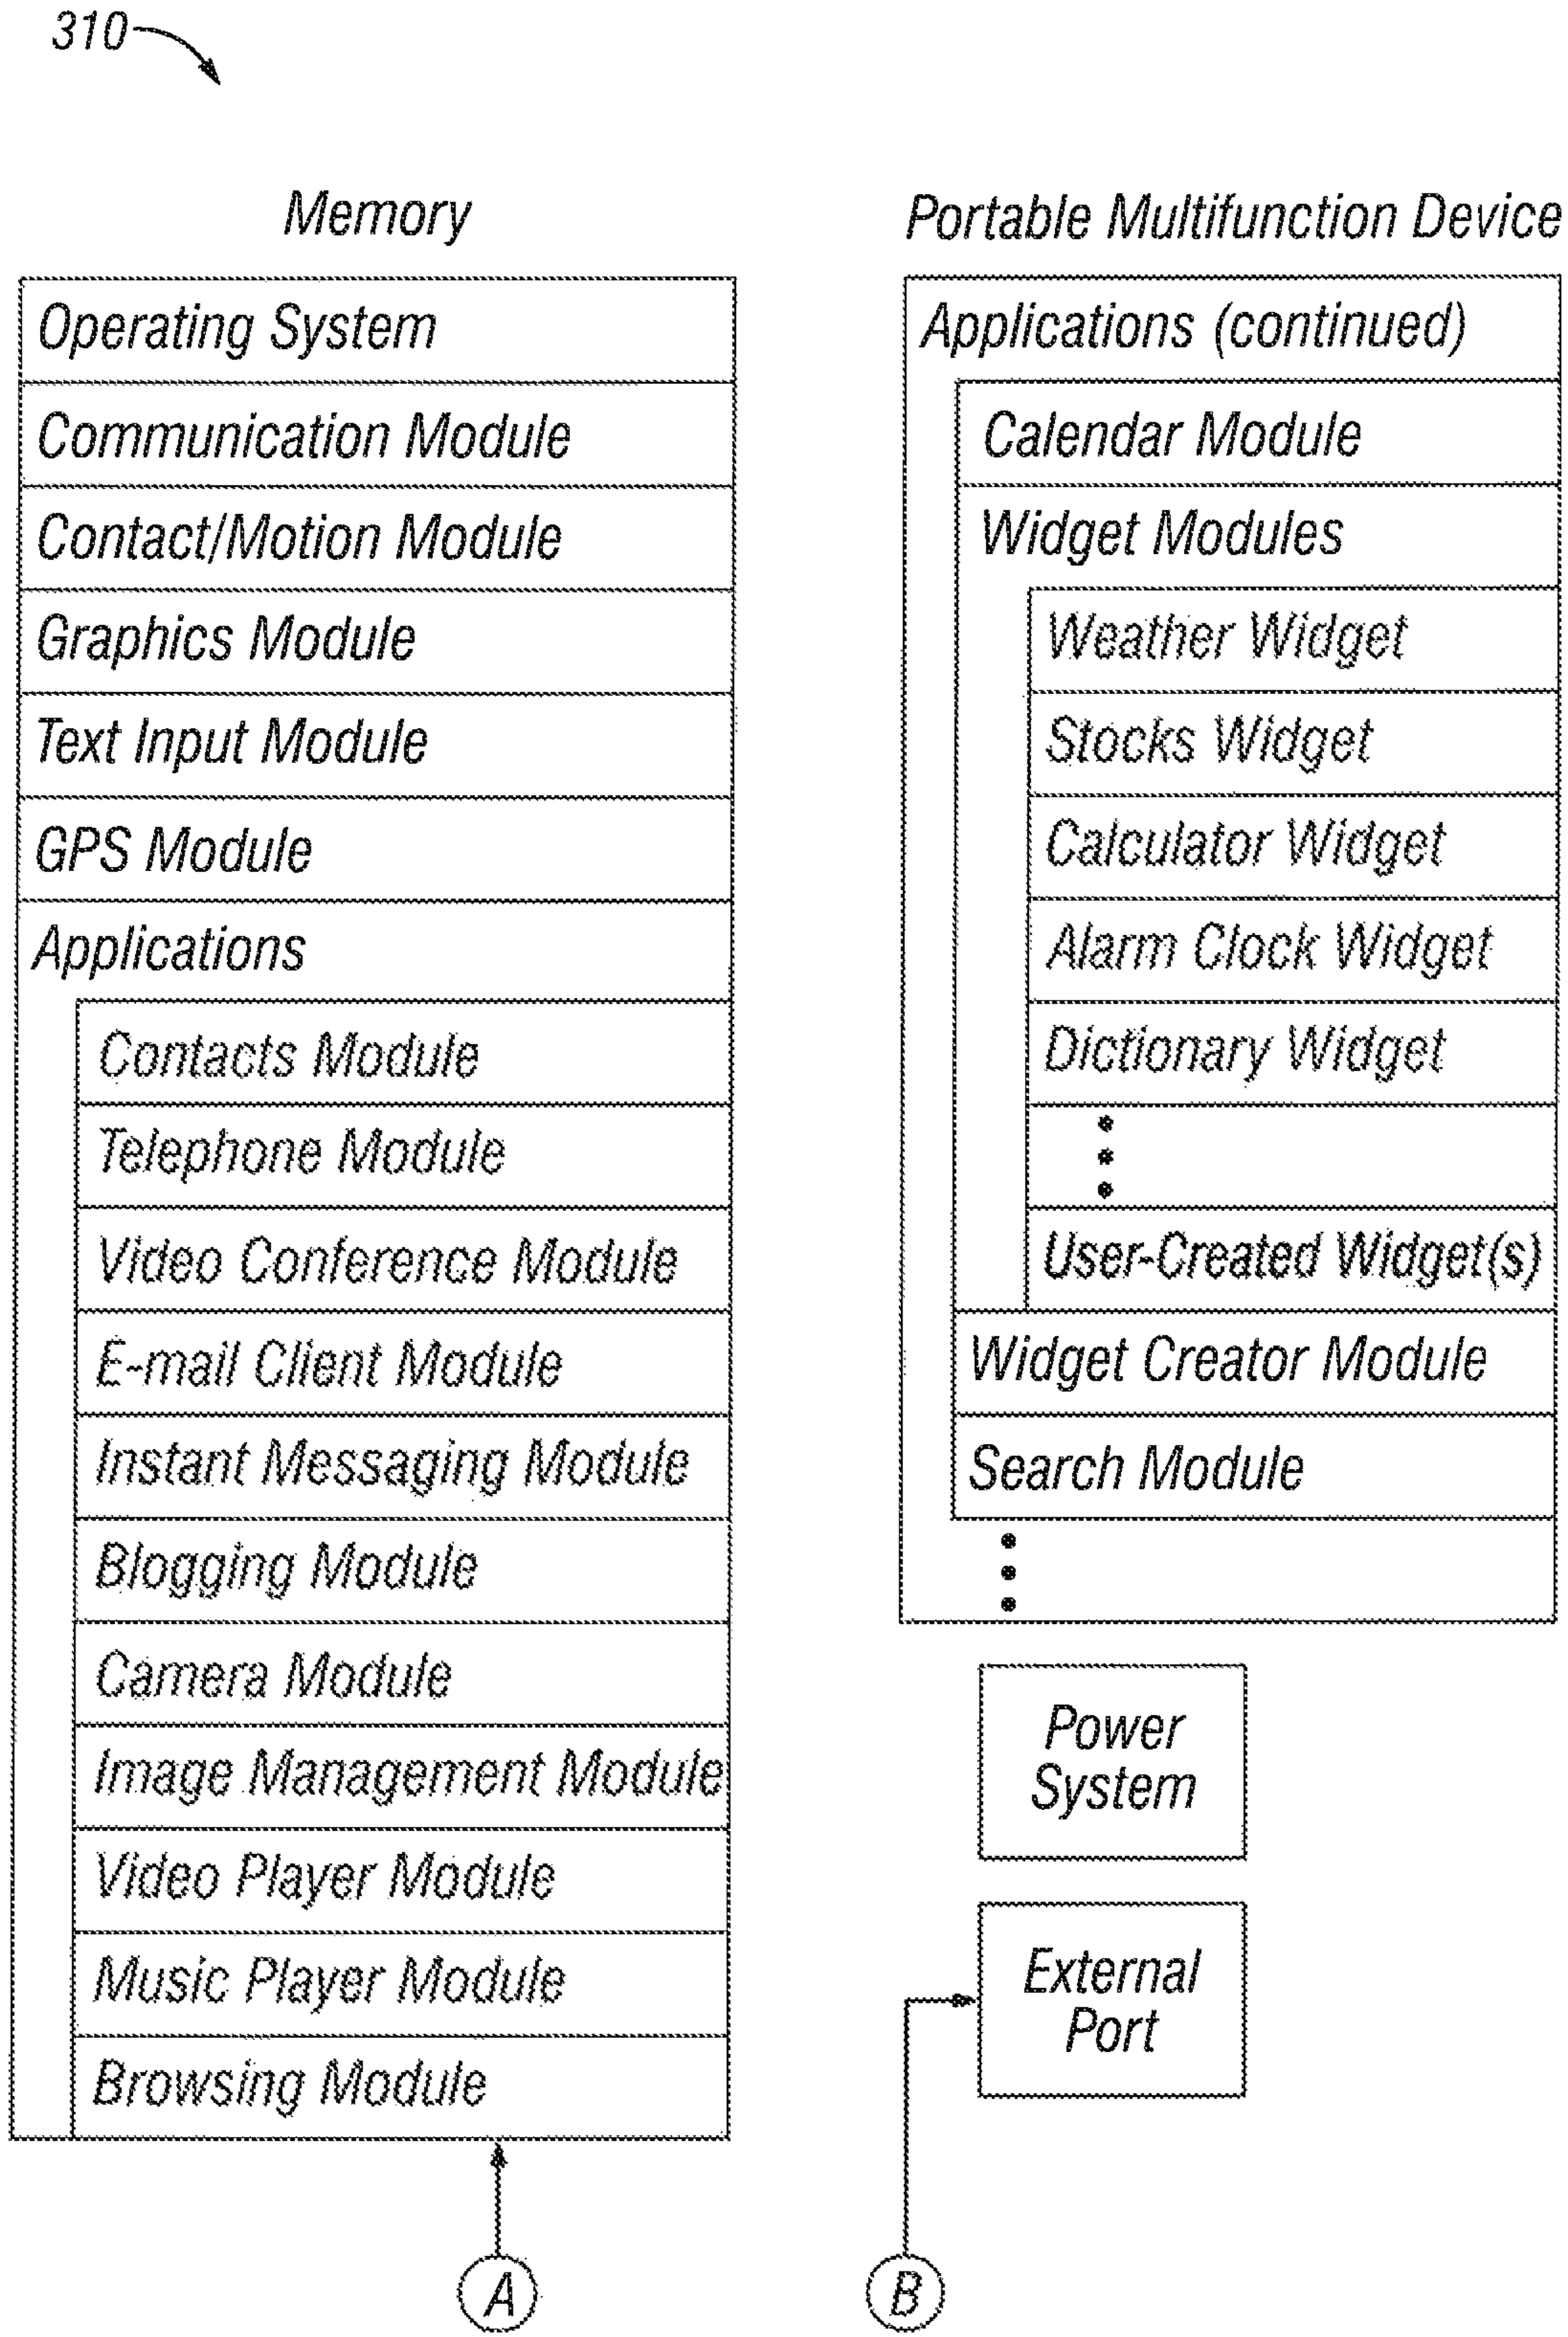 310
Memory
Operating System
Communication Module
Contact/Motion Module
Graphics Module
Text Input Module
GPS Module
Applications
Contacts Module
Telephone Module
Video Conference Module
E-mail Client Module
Instant Messaging Module
Blogging Module
Camera Module
Image Management Module
Video Player Module
Music Player Module
Browsing Module
A
Portable Multifunction Device
Applications (continued)
Calendar Module
Widget Modules
Weather Widget
Stocks Widget
Calculator Widget
Alarm Clock Widget
Dictionary Widget
User-Created Widget(s)
Widget Creator Module
Search Module
Power
System
External
Port
B